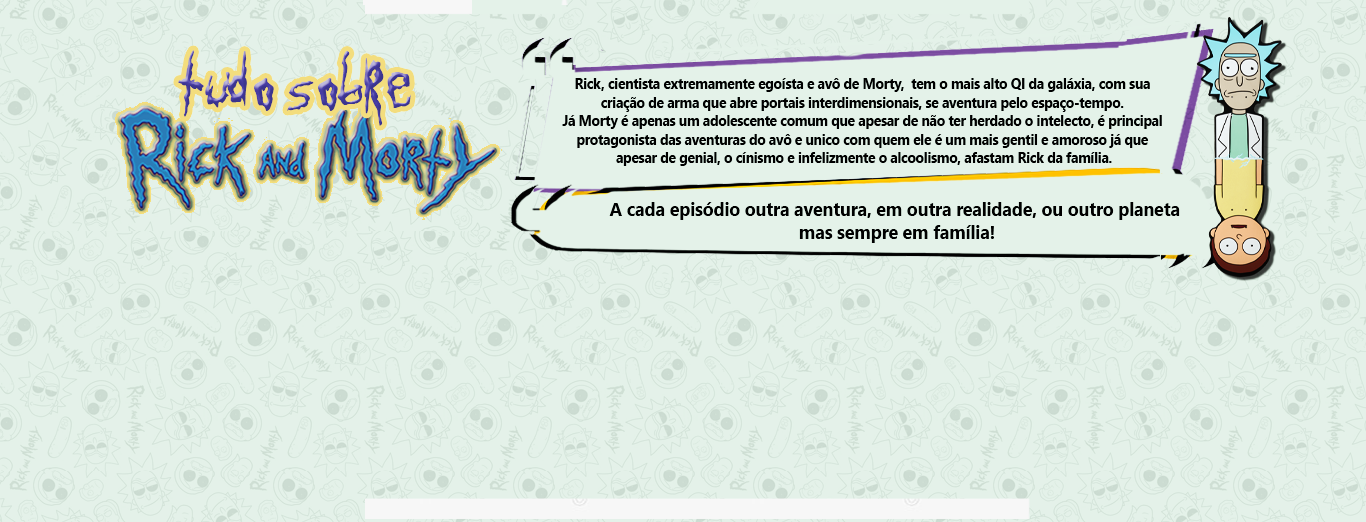 tudo sobre
Rick and Morty
Rick, cientista extremamente egoísta e avô de Morty, tem o mais alto QI da galáxia, com sua
criação de arma que abre portais interdimensionais, se aventura pelo espaço-tempo.
Já Morty é apenas um adolescente comum que apesar de não ter herdado o intelecto, é principal
protagonista das aventuras do avô e unico com quem ele é um mais gentil e amoroso já que
apesar de genial, o cínismo e infelizmente o alcoolismo, afastam Rick da família.
A cada episódio outra aventura, em outra realidade, ou outro planeta
mas sempre em família!